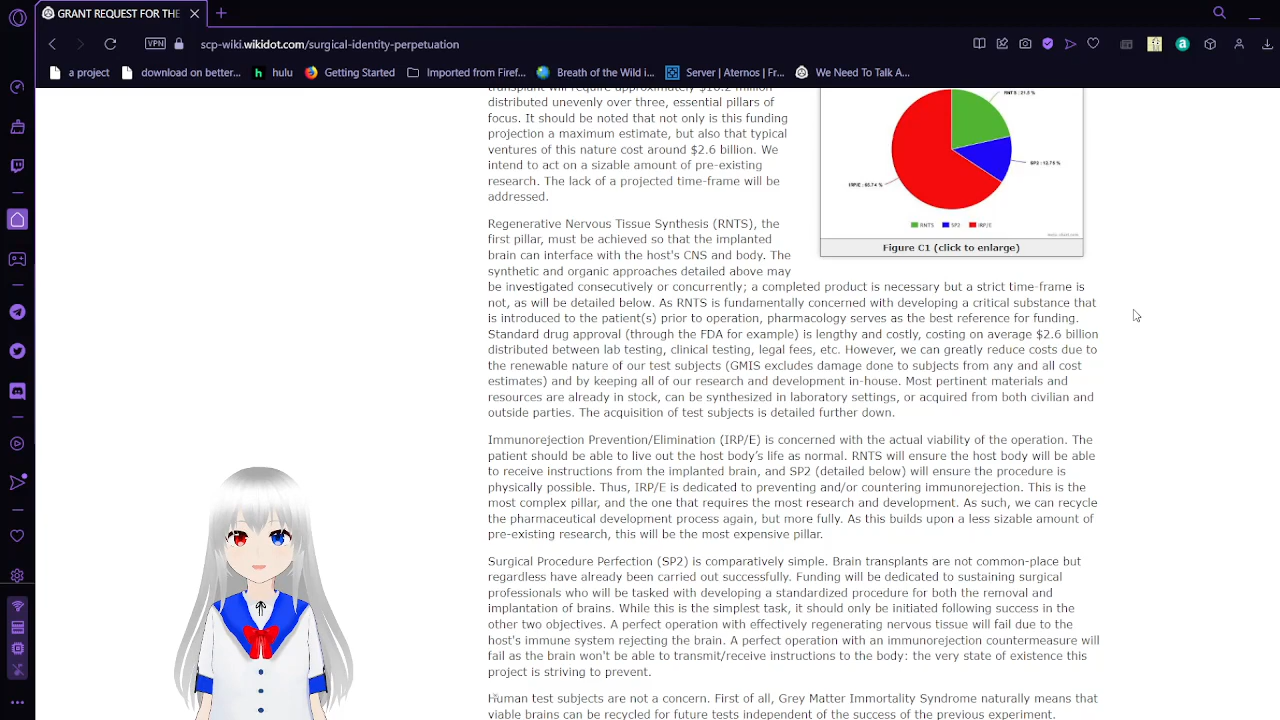 GRANT REQUEST FOR THE
VPN
scp-wiki.wikidot.com/surgical-identity-perpetuation
a project
download on better...
hulu
Getting Started
Imported from Firef...
Breath of the Wild i...
Server | Aternos | Fr...
We Need To Talk A...
transplant will require approximately $16.2 million
distributed unevenly over three, essential pillars of
focus. It should be noted that not only is this funding
projection a maximum estimate, but also that typical
ventures of this nature cost around $2.6 billion. We
intend to act on a sizable amount of pre-existing
research. The lack of a projected time-frame will be
addressed.
SP2 : 12.75 %
RNTS
SP2
IRP/E
Figure C1 (click to enlarge)
Regenerative Nervous Tissue Synthesis (RNTS), the
first pillar, must be achieved so that the implanted
brain can interface with the host's CNS and body. The
synthetic and organic approaches detailed above may
be investigated consecutively or concurrently; a completed product is necessary but a strict time-frame is
not, as will be detailed below. As RNTS is fundamentally concerned with developing a critical substance that
is introduced to the patient(s) prior to operation, pharmacology serves as the best reference for funding.
Standard drug approval (through the FDA for example) is lengthy and costly, costing on average $2.6 billion
distributed between lab testing, clinical testing, legal fees, etc. However, we can greatly reduce costs due to
the renewable nature of our test subjects (GMIS excludes damage done to subjects from any and all cost
estimates) and by keeping all of our research and development in-house. Most pertinent materials and
resources are already in stock, can be synthesized in laboratory settings, or acquired from both civilian and
outside parties. The acquisition of test subjects is detailed further down.
Immunorejection Prevention/Elimination (IRP/E) is concerned with the actual viability of the operation. The
patient should be able to live out the host body's life as normal. RNTS will ensure the host body will be able
to receive instructions from the implanted brain, and SP2 (detailed below) will ensure the procedure is
physically possible. Thus, IRP/E is dedicated to preventing and/or countering immunorejection. This is the
most complex pillar, and the one that requires the most research and development. As such, we can recycle
the pharmaceutical development process again, but more fully. As this builds upon a less sizable amount of
pre-existing research, this will be the most expensive pillar.
Surgical Procedure Perfection (SP2) is comparatively simple. Brain transplants are not common-place but
regardless have already been carried out successfully. Funding will be dedicated to sustaining surgical
professionals who will be tasked with developing a standardized procedure for both the removal and
implantation of brains. While this is the simplest task, it should only be initiated following success in the
other two objectives. A perfect operation with effectively regenerating nervous tissue will fail due to the
host's immune system rejecting the brain. A perfect operation with an immunorejection countermeasure will
fail as the brain won't be able to transmit/receive instructions to the body: the very state of existence this
project is striving to prevent.
Human test subjects are not a concern. First of all, Grey Matter Immortality Syndrome naturally means that
viable brains can be recycled for future tests independent of the success of the previous experiment.